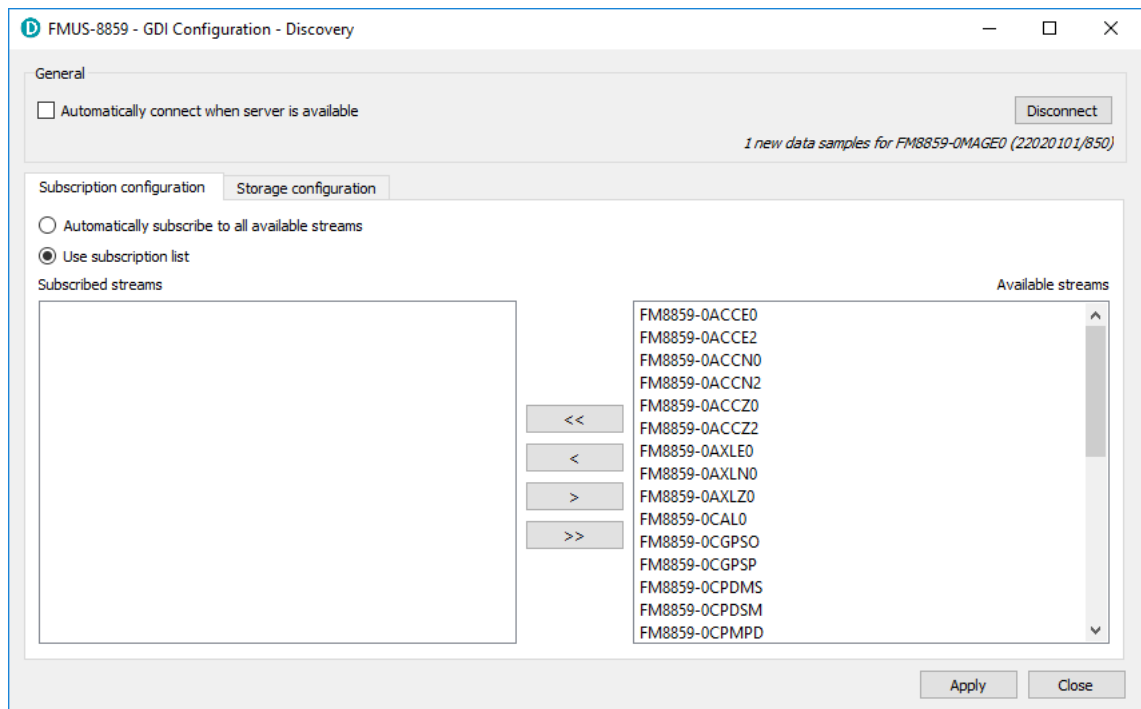 FMUS-8859 - GDI Configuration - Discovery
General
Automatically connect when server is available
Disconnect
1 new data samples for FM8859-0MAGE0 (22020101/850)
Subscription configuration
Storage configuration
Automatically subscribe to all available streams
Use subscription list
Subscribed streams
Available streams
<<
<
>
>>
FM8859-0ACCE0
FM8859-0ACCE2
FM8859-0ACCN0
FM8859-0ACCN2
FM8859-0ACCZ0
FM8859-0ACCZ2
FM8859-0AXLE0
FM8859-0AXLN0
FM8859-0AXLZ0
FM8859-0CAL0
FM8859-0CGPSO
FM8859-0CGPSP
FM8859-0CPDMS
FM8859-0CPDSM
FM8859-0CPMPD
Apply
Close